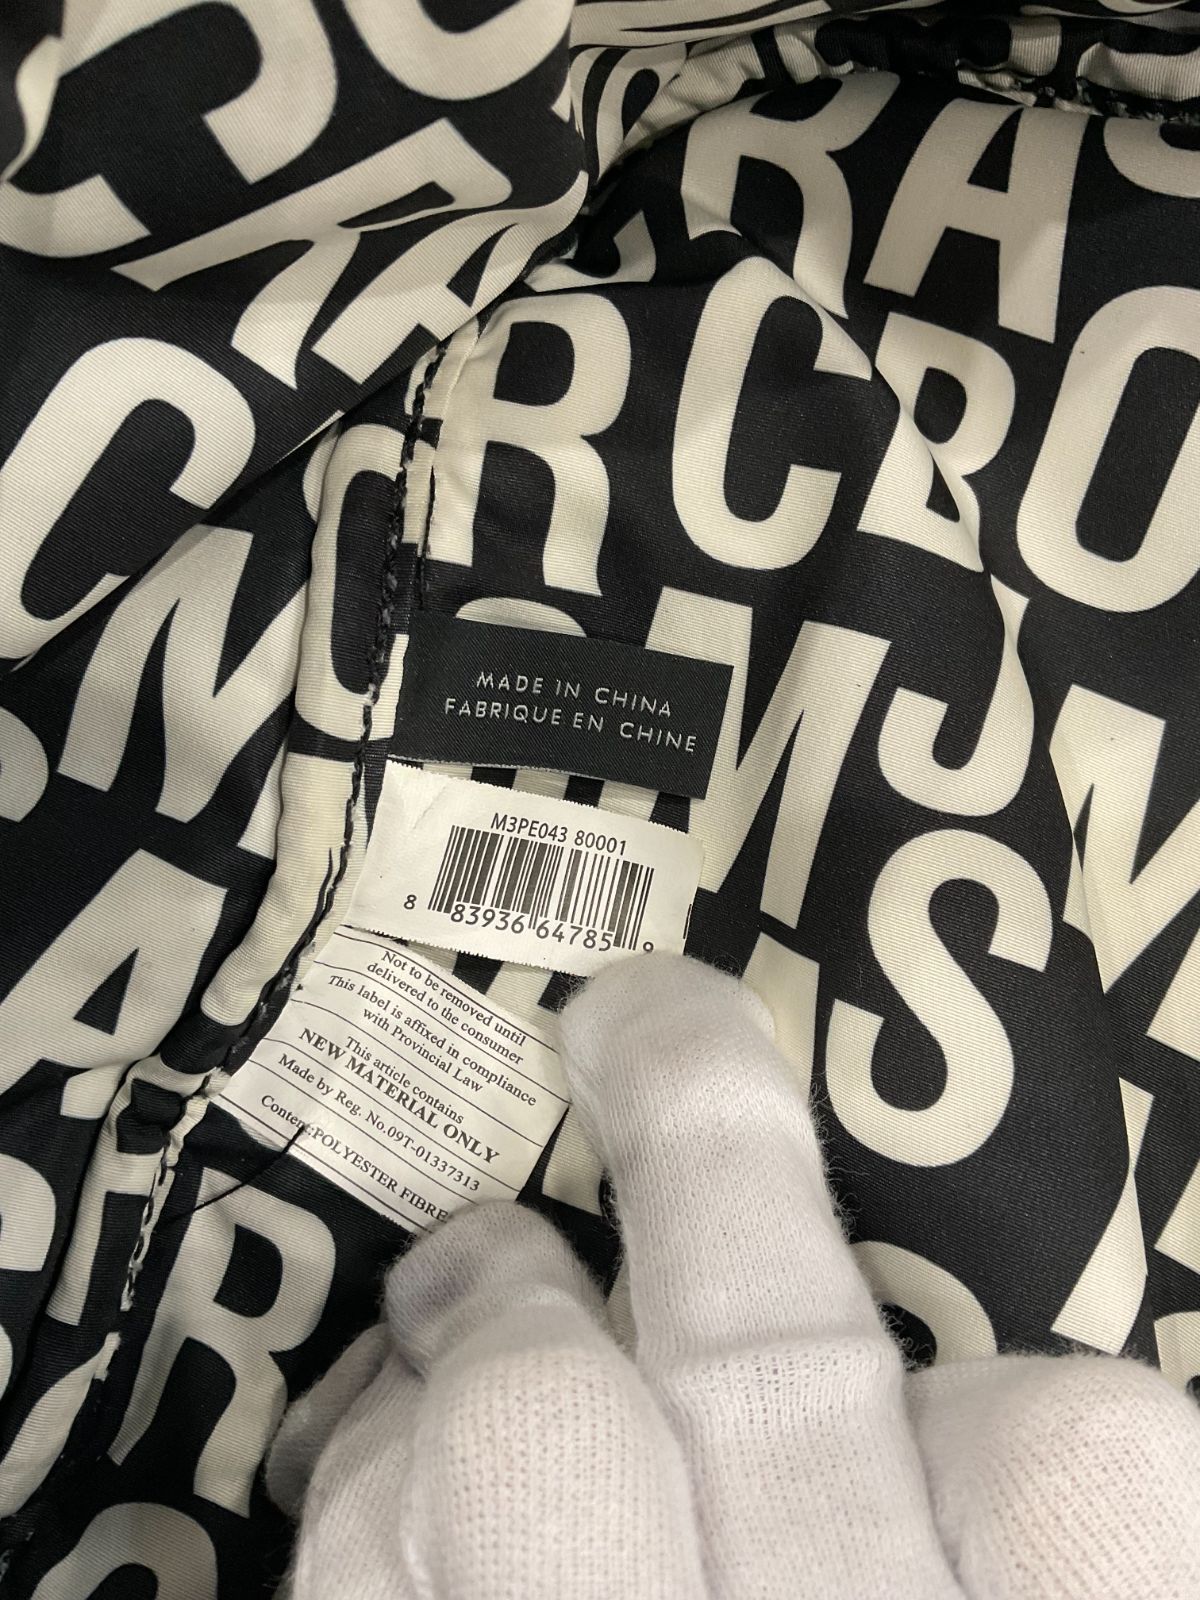 MADE IN CHINA
FABRIQUE EN CHINE
M3PE043 80001
8 83936 64785
Not to be removed until
delivered to the consumer
This label is affixed in compliance
with Provincial Law
This article contains
NEW MATERIAL ONLY
Made by Reg. No.09T-01337313
Content:POLYESTER FIBRE